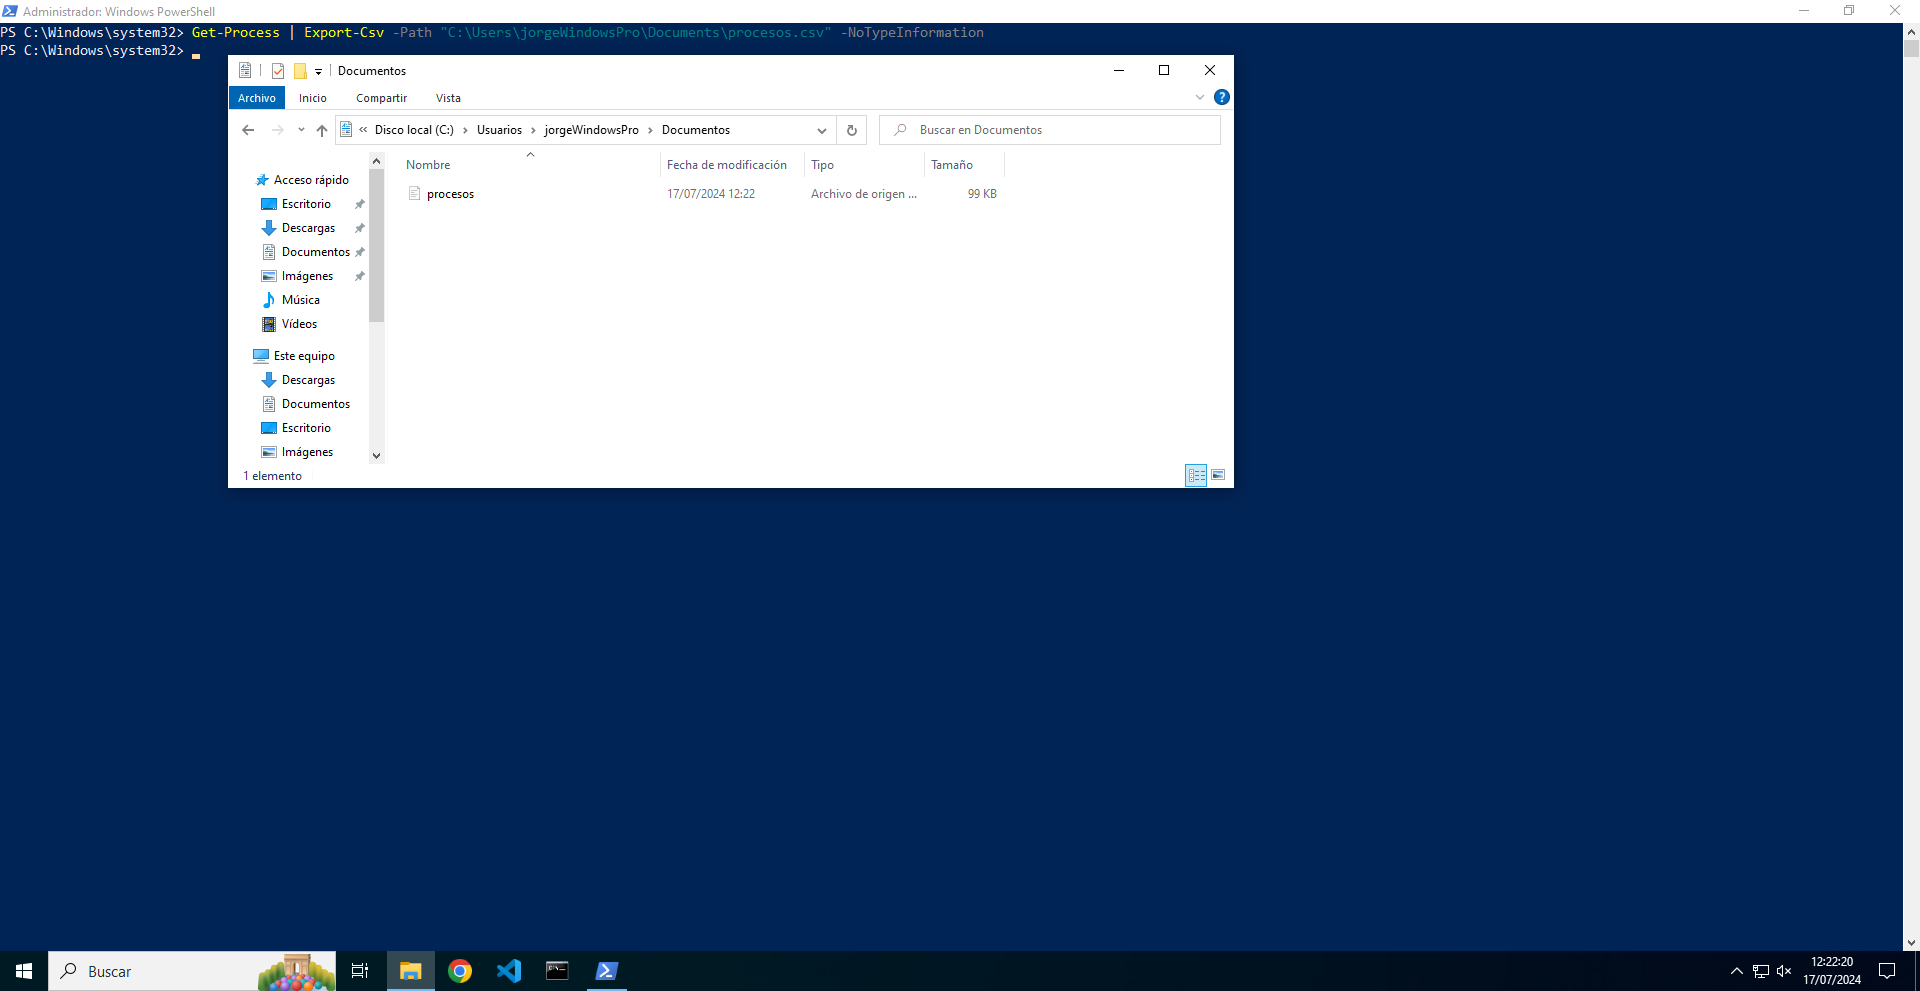 Administrador: Windows PowerShell
PS C:\Windows\system32> Get-Process | Export-Csv -Path "C:\Users\jorgeWindowsPro\Documents\procesos.csv" -NoTypeInformation
PS C:\Windows\system32>
Documentos
Archivo Inicio Compartir Vista
« Disco local (C:) › Usuarios › jorgeWindowsPro › Documentos
Buscar en Documentos
Nombre Fecha de modificación Tipo Tamaño
procesos 17/07/2024 12:22 Archivo de origen ... 99 KB
Acceso rápido
Escritorio
Descargas
Documentos
Imágenes
Música
Vídeos
Este equipo
Descargas
Documentos
Escritorio
Imágenes
1 elemento
Buscar
12:22:20
17/07/2024